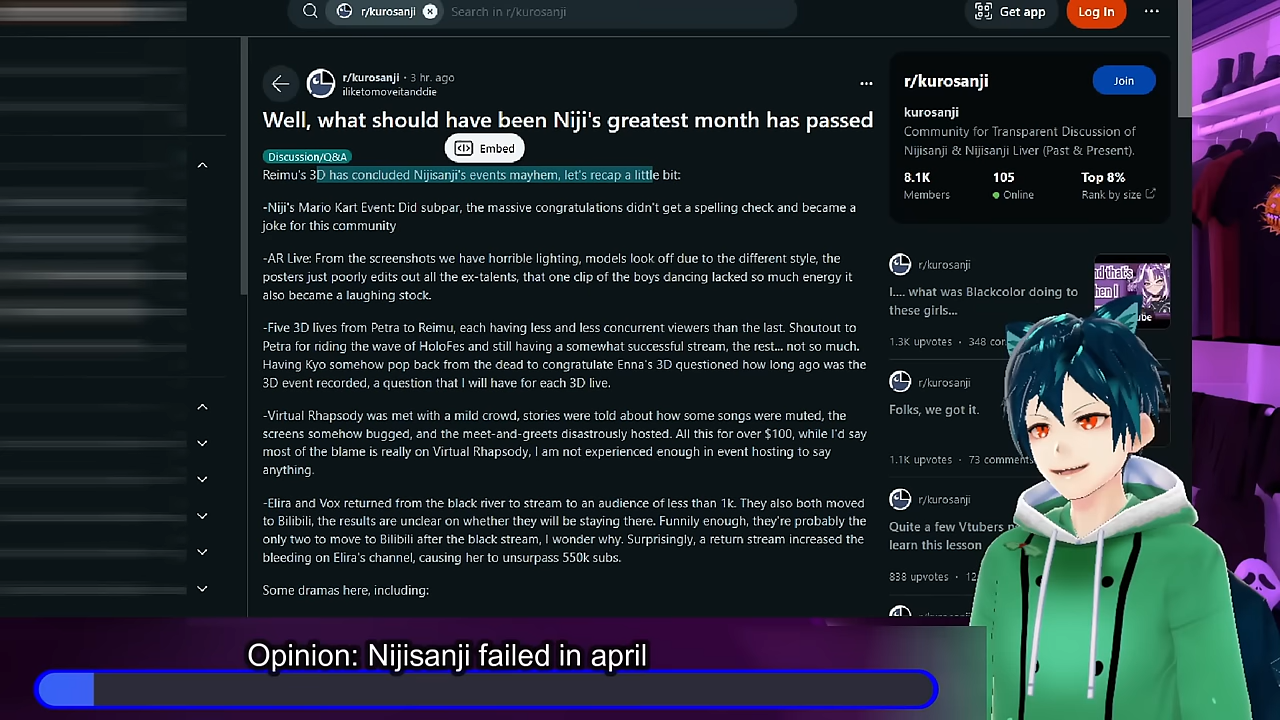 r/kurosanji
Search in r/kurosanji
Get app
Log In
r/kurosanji · 3 hr. ago
iliketomoveitanddie
Well, what should have been Niji's greatest month has passed
Embed
Discussion/Q&A
Reimu's 3D has concluded Nijisanji's events mayhem, let's recap a little bit:
-Niji's Mario Kart Event: Did subpar, the massive congratulations didn't get a spelling check and became a
joke for this community
-AR Live: From the screenshots we have horrible lighting, models look off due to the different style, the
posters just poorly edits out all the ex-talents, that one clip of the boys dancing lacked so much energy it
also became a laughing stock.
-Five 3D lives from Petra to Reimu, each having less and less concurrent viewers than the last. Shoutout to
Petra for riding the wave of HoloFes and still having a somewhat successful stream, the rest... not so much.
Having Kyo somehow pop back from the dead to congratulate Enna's 3D questioned how long ago was the
3D event recorded, a question that I will have for each 3D live.
-Virtual Rhapsody was met with a mild crowd, stories were told about how some songs were muted, the
screens somehow bugged, and the meet-and-greets disastrously hosted. All this for over $100, while I'd say
most of the blame is really on Virtual Rhapsody, I am not experienced enough in event hosting to say
anything.
-Elira and Vox returned from the black river to stream to an audience of less than 1k. They also both moved
to Bilibili, the results are unclear on whether they will be staying there. Funnily enough, they're probably the
only two to move to Bilibili after the black stream, I wonder why. Surprisingly, a return stream increased the
bleeding on Elira's channel, causing her to unsurpass 550k subs.
Some dramas here, including:
r/kurosanji
Join
kurosanji
Community for Transparent Discussion of
Nijisanji & Nijisanji Liver (Past & Present).
8.1K 105 Top 8%
Members Online Rank by size
r/kurosanji
I.... what was Blackcolor doing to
these girls...
1.3K upvotes · 348
r/kurosanji
Folks, we got it.
1.1K upvotes · 73 comments
r/kurosanji
Quite a few Vtubers
learn this lesson
838 upvotes ·
Opinion: Nijisanji failed in april